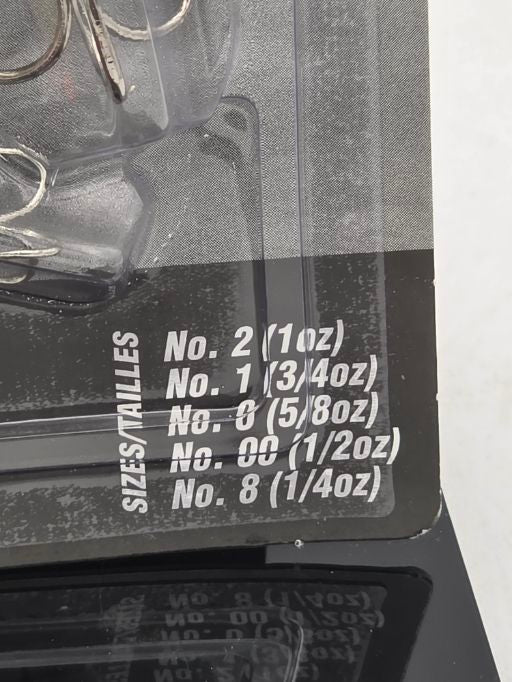 SIZES/TAILLES
No. 2 (1oz)
No. 1 (3/4oz)
No. 0 (5/8oz)
No. 00 (1/2oz)
No. 8 (1/4oz)